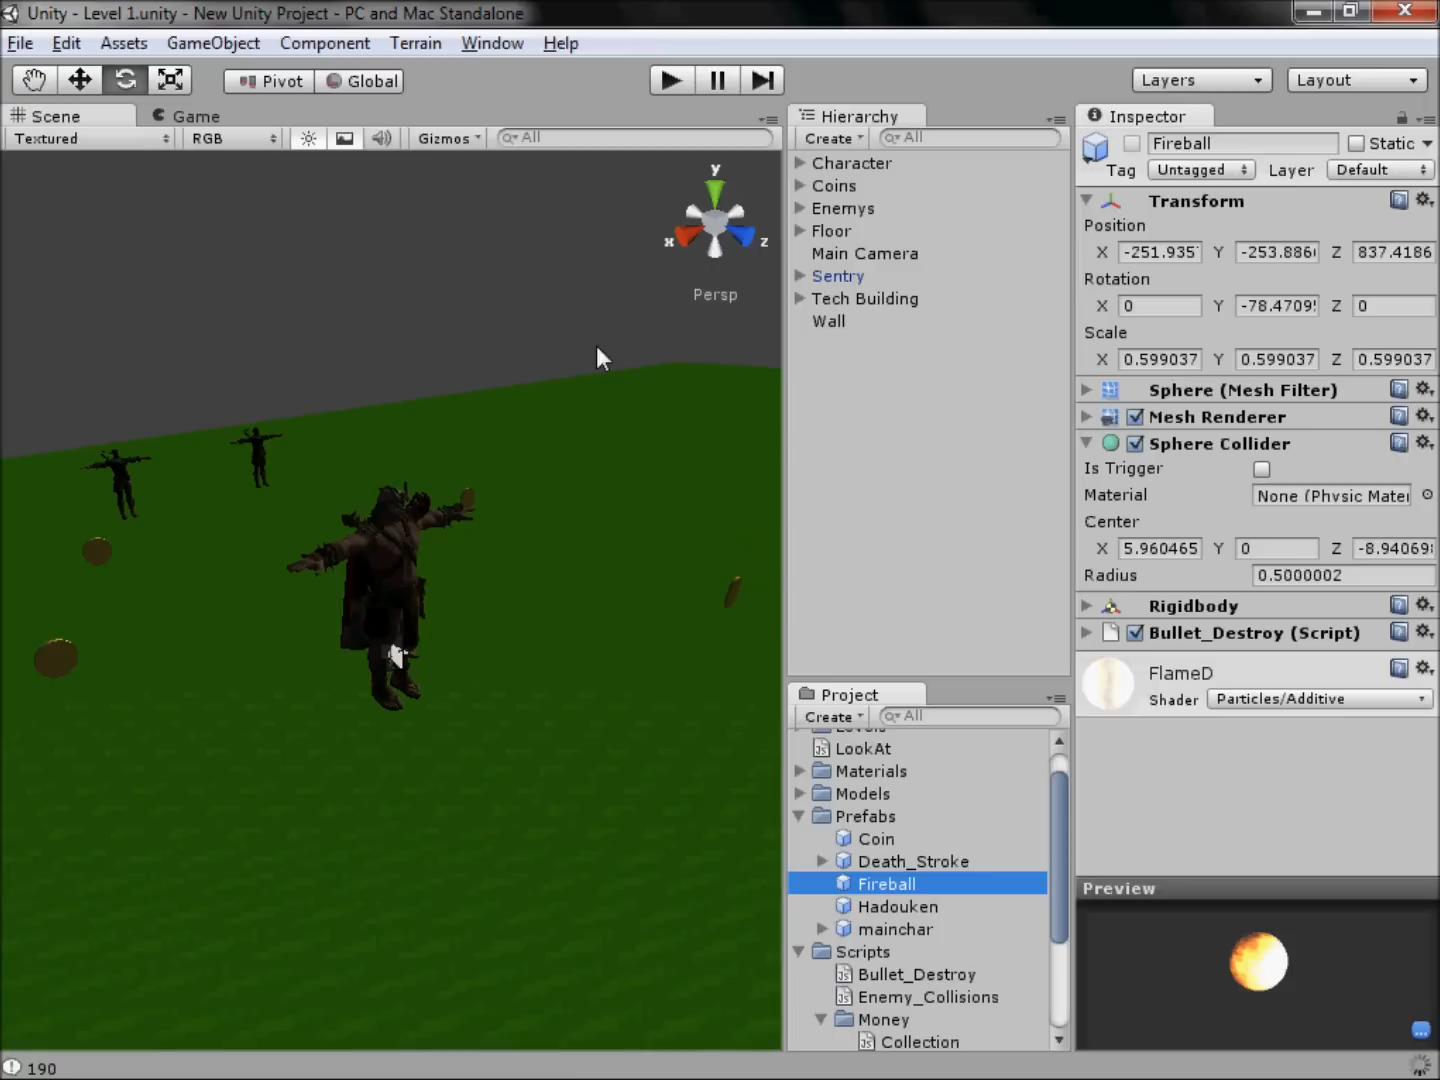 Unity - Level 1.unity - New Unity Project - PC and Mac Standalone
File Edit Assets GameObject Component Terrain Window Help
Pivot Global Layers Layout
Scene Game
Textured RGB Gizmos All
y
x z
Persp
Hierarchy
Create All
Character
Coins
Enemys
Floor
Main Camera
Sentry
Tech Building
Wall
Project
Create All
LookAt
Materials
Models
Prefabs
Coin
Death_Stroke
Fireball
Hadouken
mainchar
Scripts
Bullet_Destroy
Enemy_Collisions
Money
Collection
Inspector
Fireball Static
Tag Untagged Layer Default
Transform
Position
X -251.935 Y -253.886 Z 837.4186
Rotation
X 0 Y -78.4709 Z 0
Scale
X 0.599037 Y 0.599037 Z 0.599037
Sphere (Mesh Filter)
Mesh Renderer
Sphere Collider
Is Trigger
Material None (Physic Mater
Center
X 5.960465 Y 0 Z -8.94069
Radius 0.5000002
Rigidbody
Bullet_Destroy (Script)
FlameD
Shader Particles/Additive
Preview
190